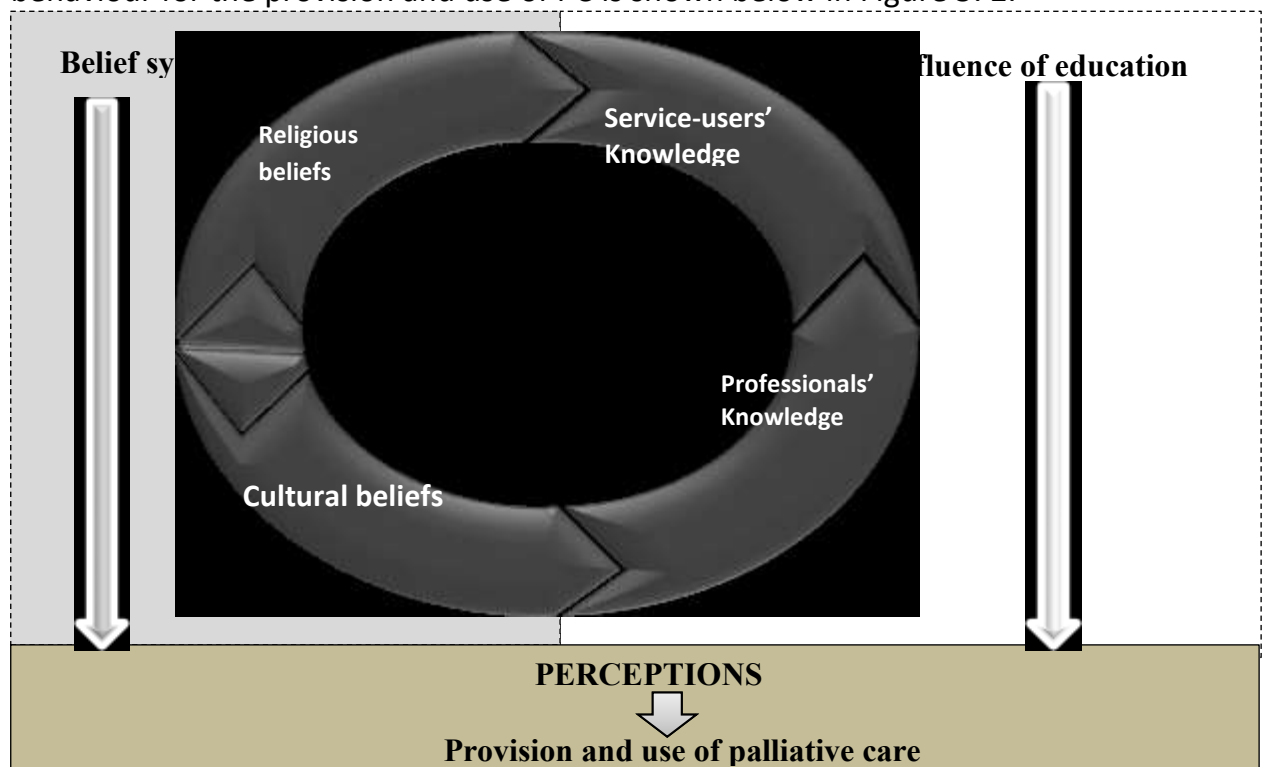 Belief
fluence of education
Religious
beliefs
Service-users’
Knowledge
Professionals’
Knowledge
Cultural beliefs
PERCEPTIONS
Provision and use of palliative care